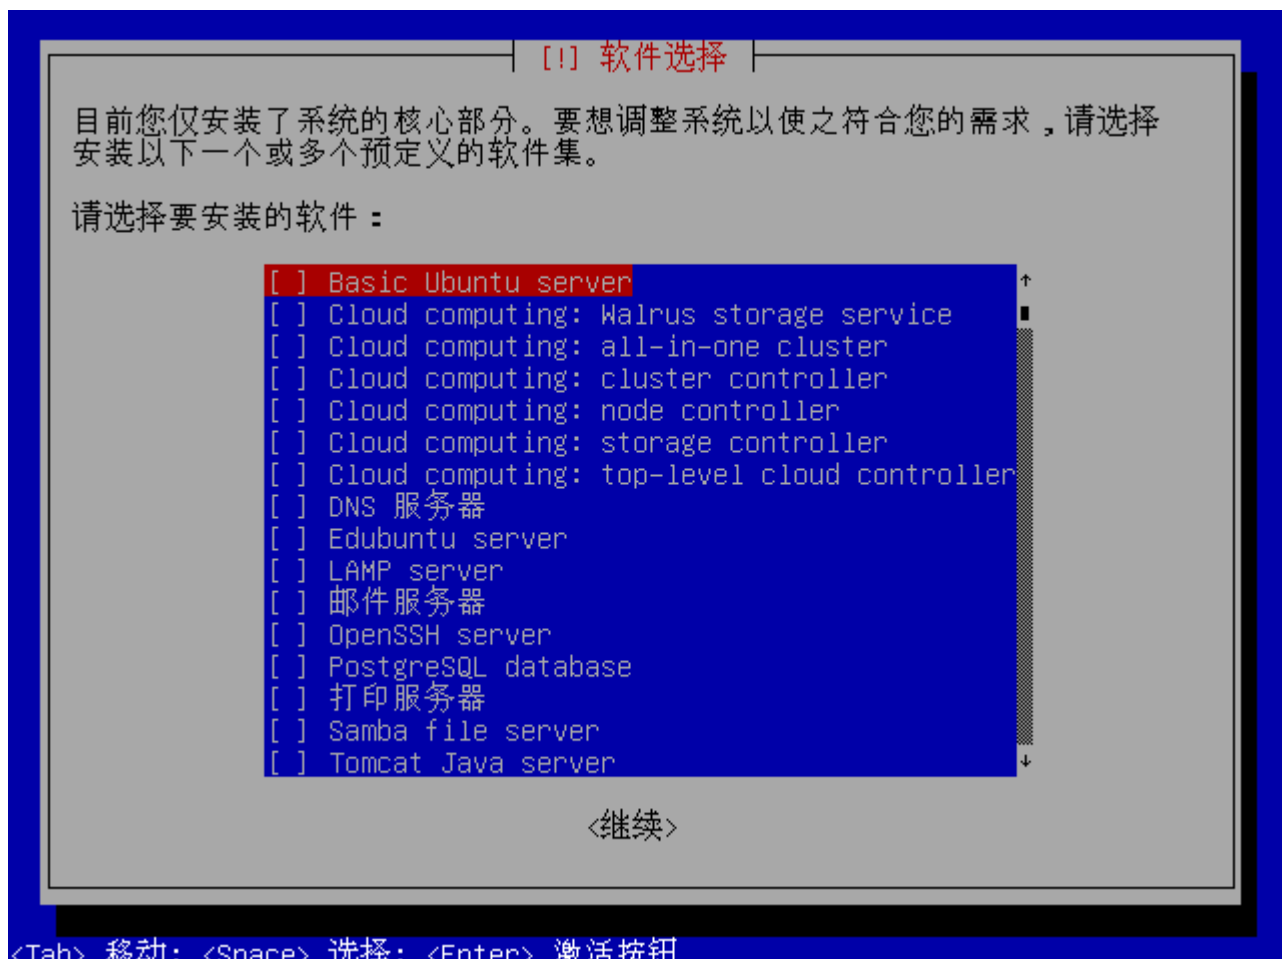 [!] 软件选择
目前您仅安装了系统的核心部分。要想调整系统以使之符合您的需求，请选择
安装以下一个或多个预定义的软件集。
请选择要安装的软件：
[ ] Basic Ubuntu server
[ ] Cloud computing: Walrus storage service
[ ] Cloud computing: all-in-one cluster
[ ] Cloud computing: cluster controller
[ ] Cloud computing: node controller
[ ] Cloud computing: storage controller
[ ] Cloud computing: top-level cloud controller
[ ] DNS 服务器
[ ] Edubuntu server
[ ] LAMP server
[ ] 邮件服务器
[ ] OpenSSH server
[ ] PostgreSQL database
[ ] 打印服务器
[ ] Samba file server
[ ] Tomcat Java server
<继续>
<Tab> 移动; <Space> 选择; <Enter> 激活按钮